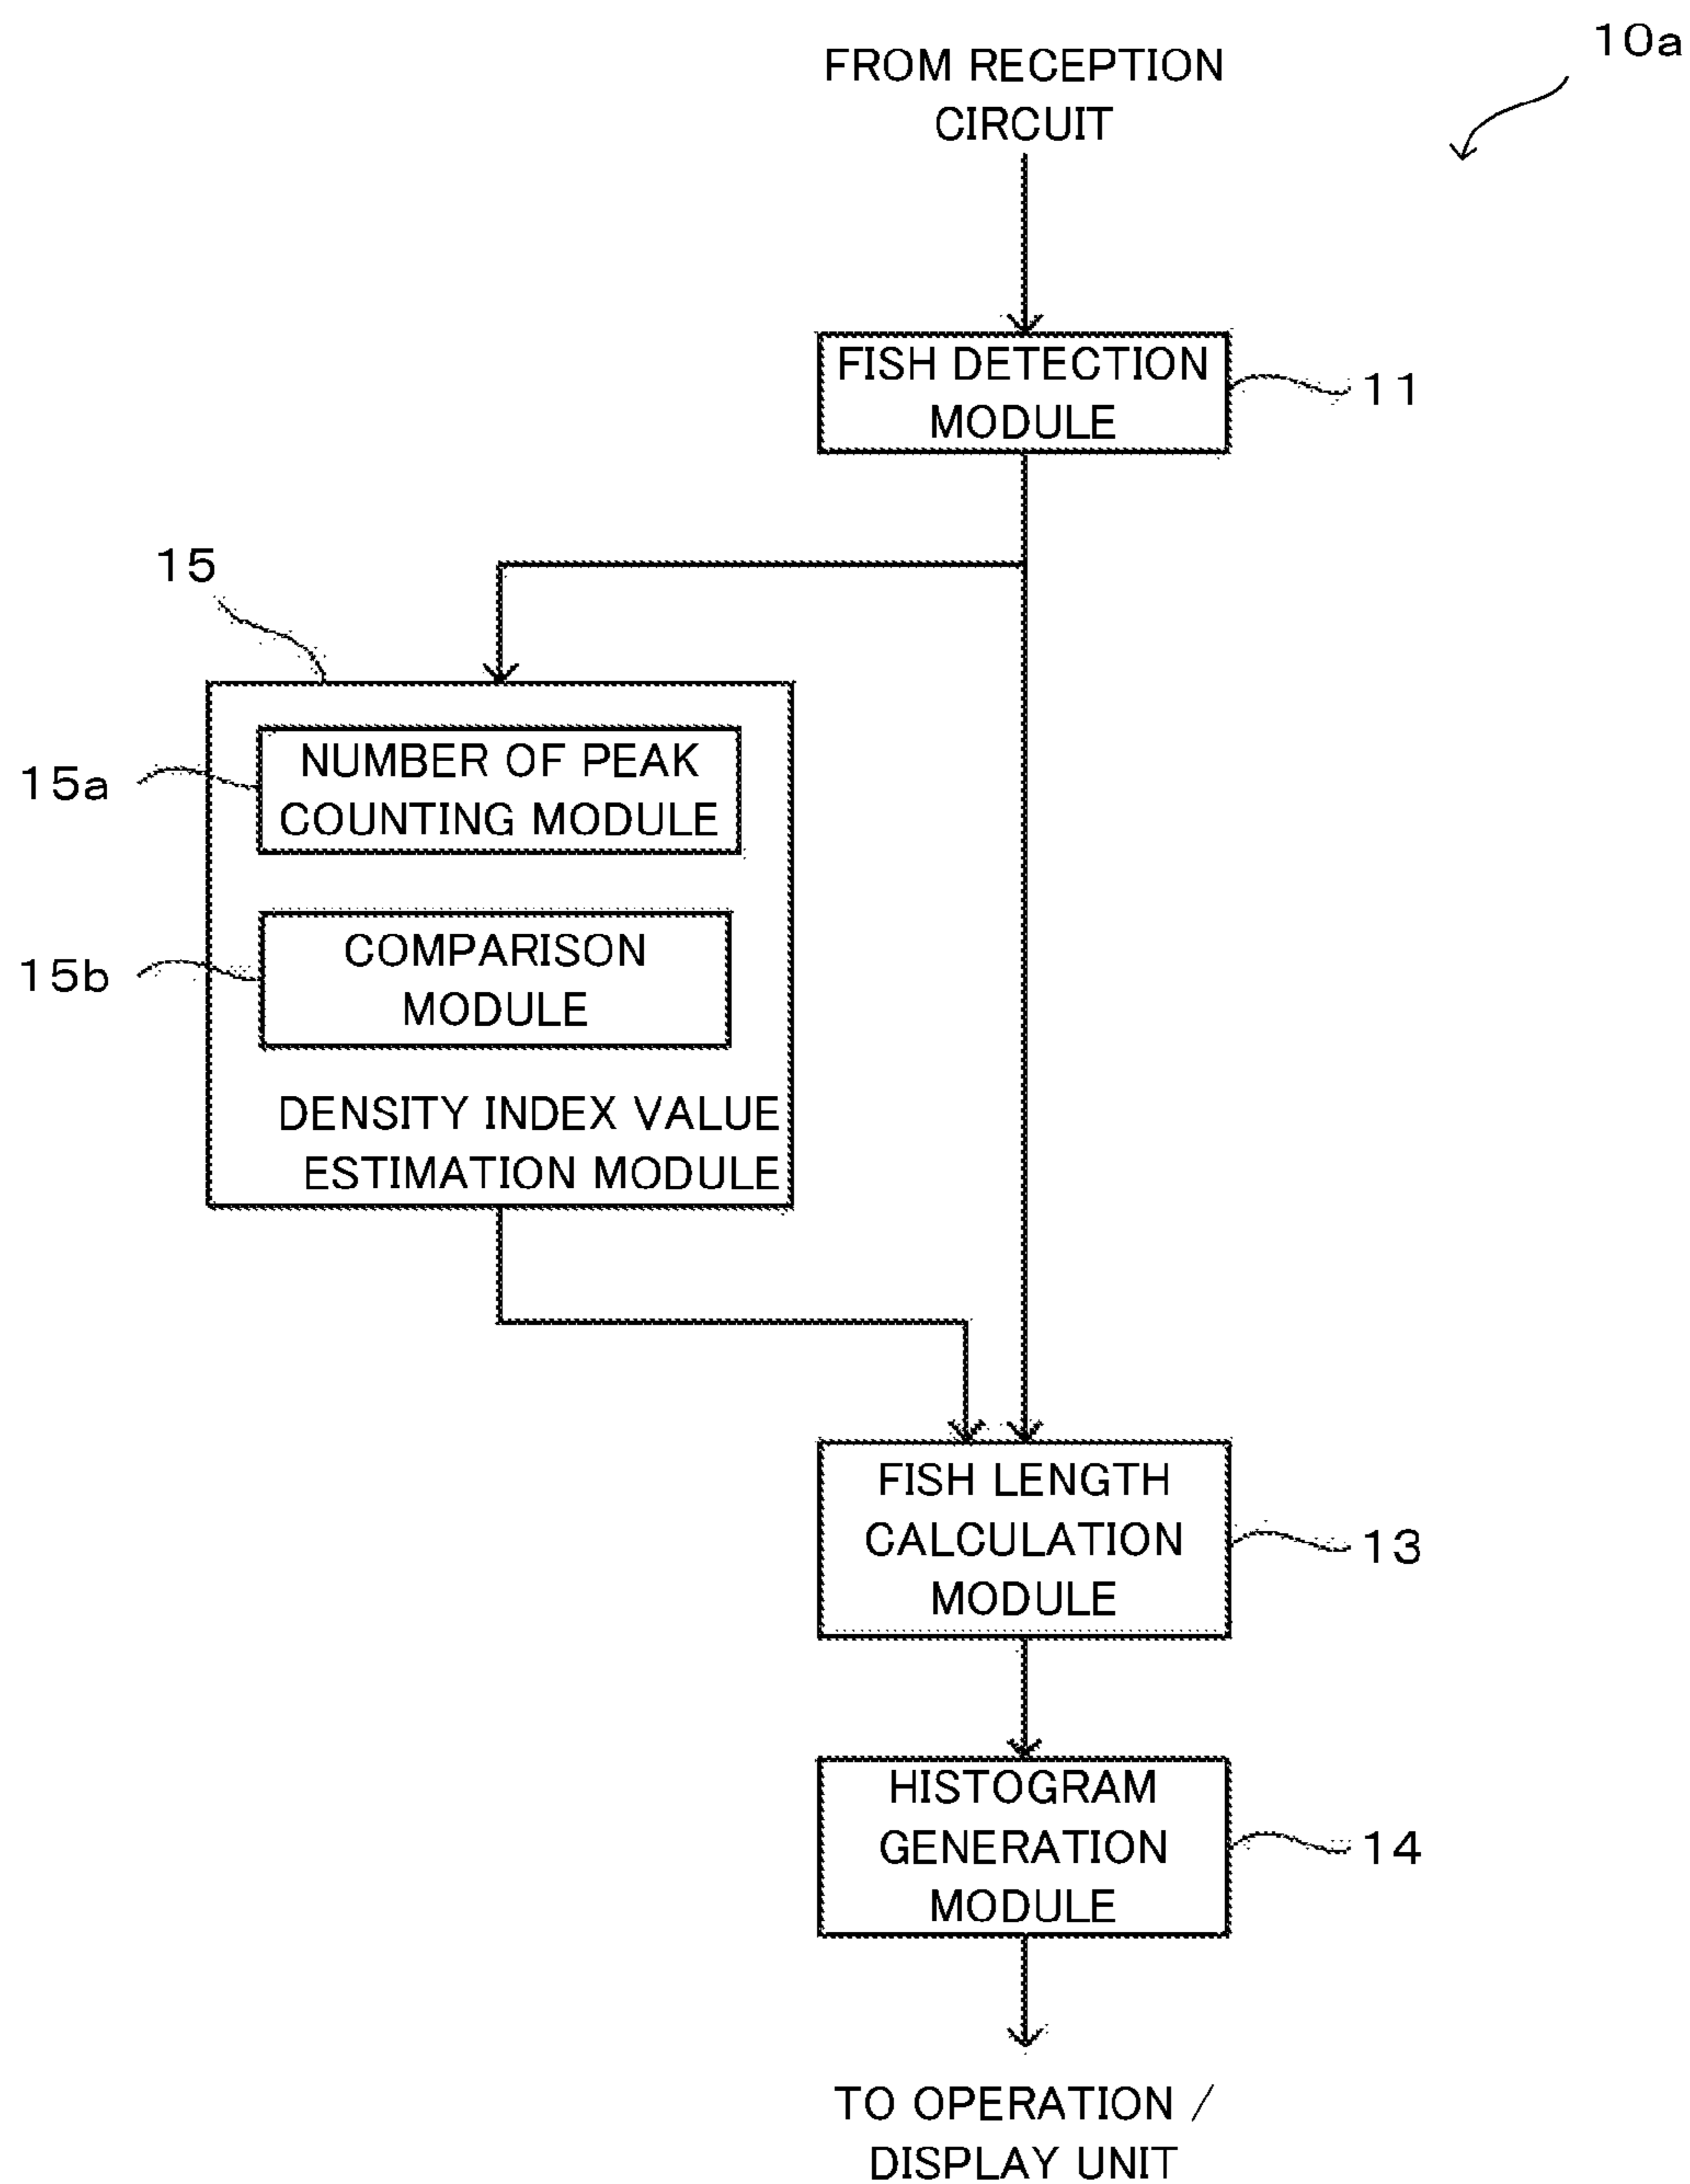 10a
FROM RECEPTION
CIRCUIT
FISH DETECTION
MODULE
11
15
15a
NUMBER OF PEAK
COUNTING MODULE
15b
COMPARISON
MODULE
DENSITY INDEX VALUE
ESTIMATION MODULE
FISH LENGTH
CALCULATION
MODULE
13
HISTOGRAM
GENERATION
MODULE
14
TO OPERATION /
DISPLAY UNIT